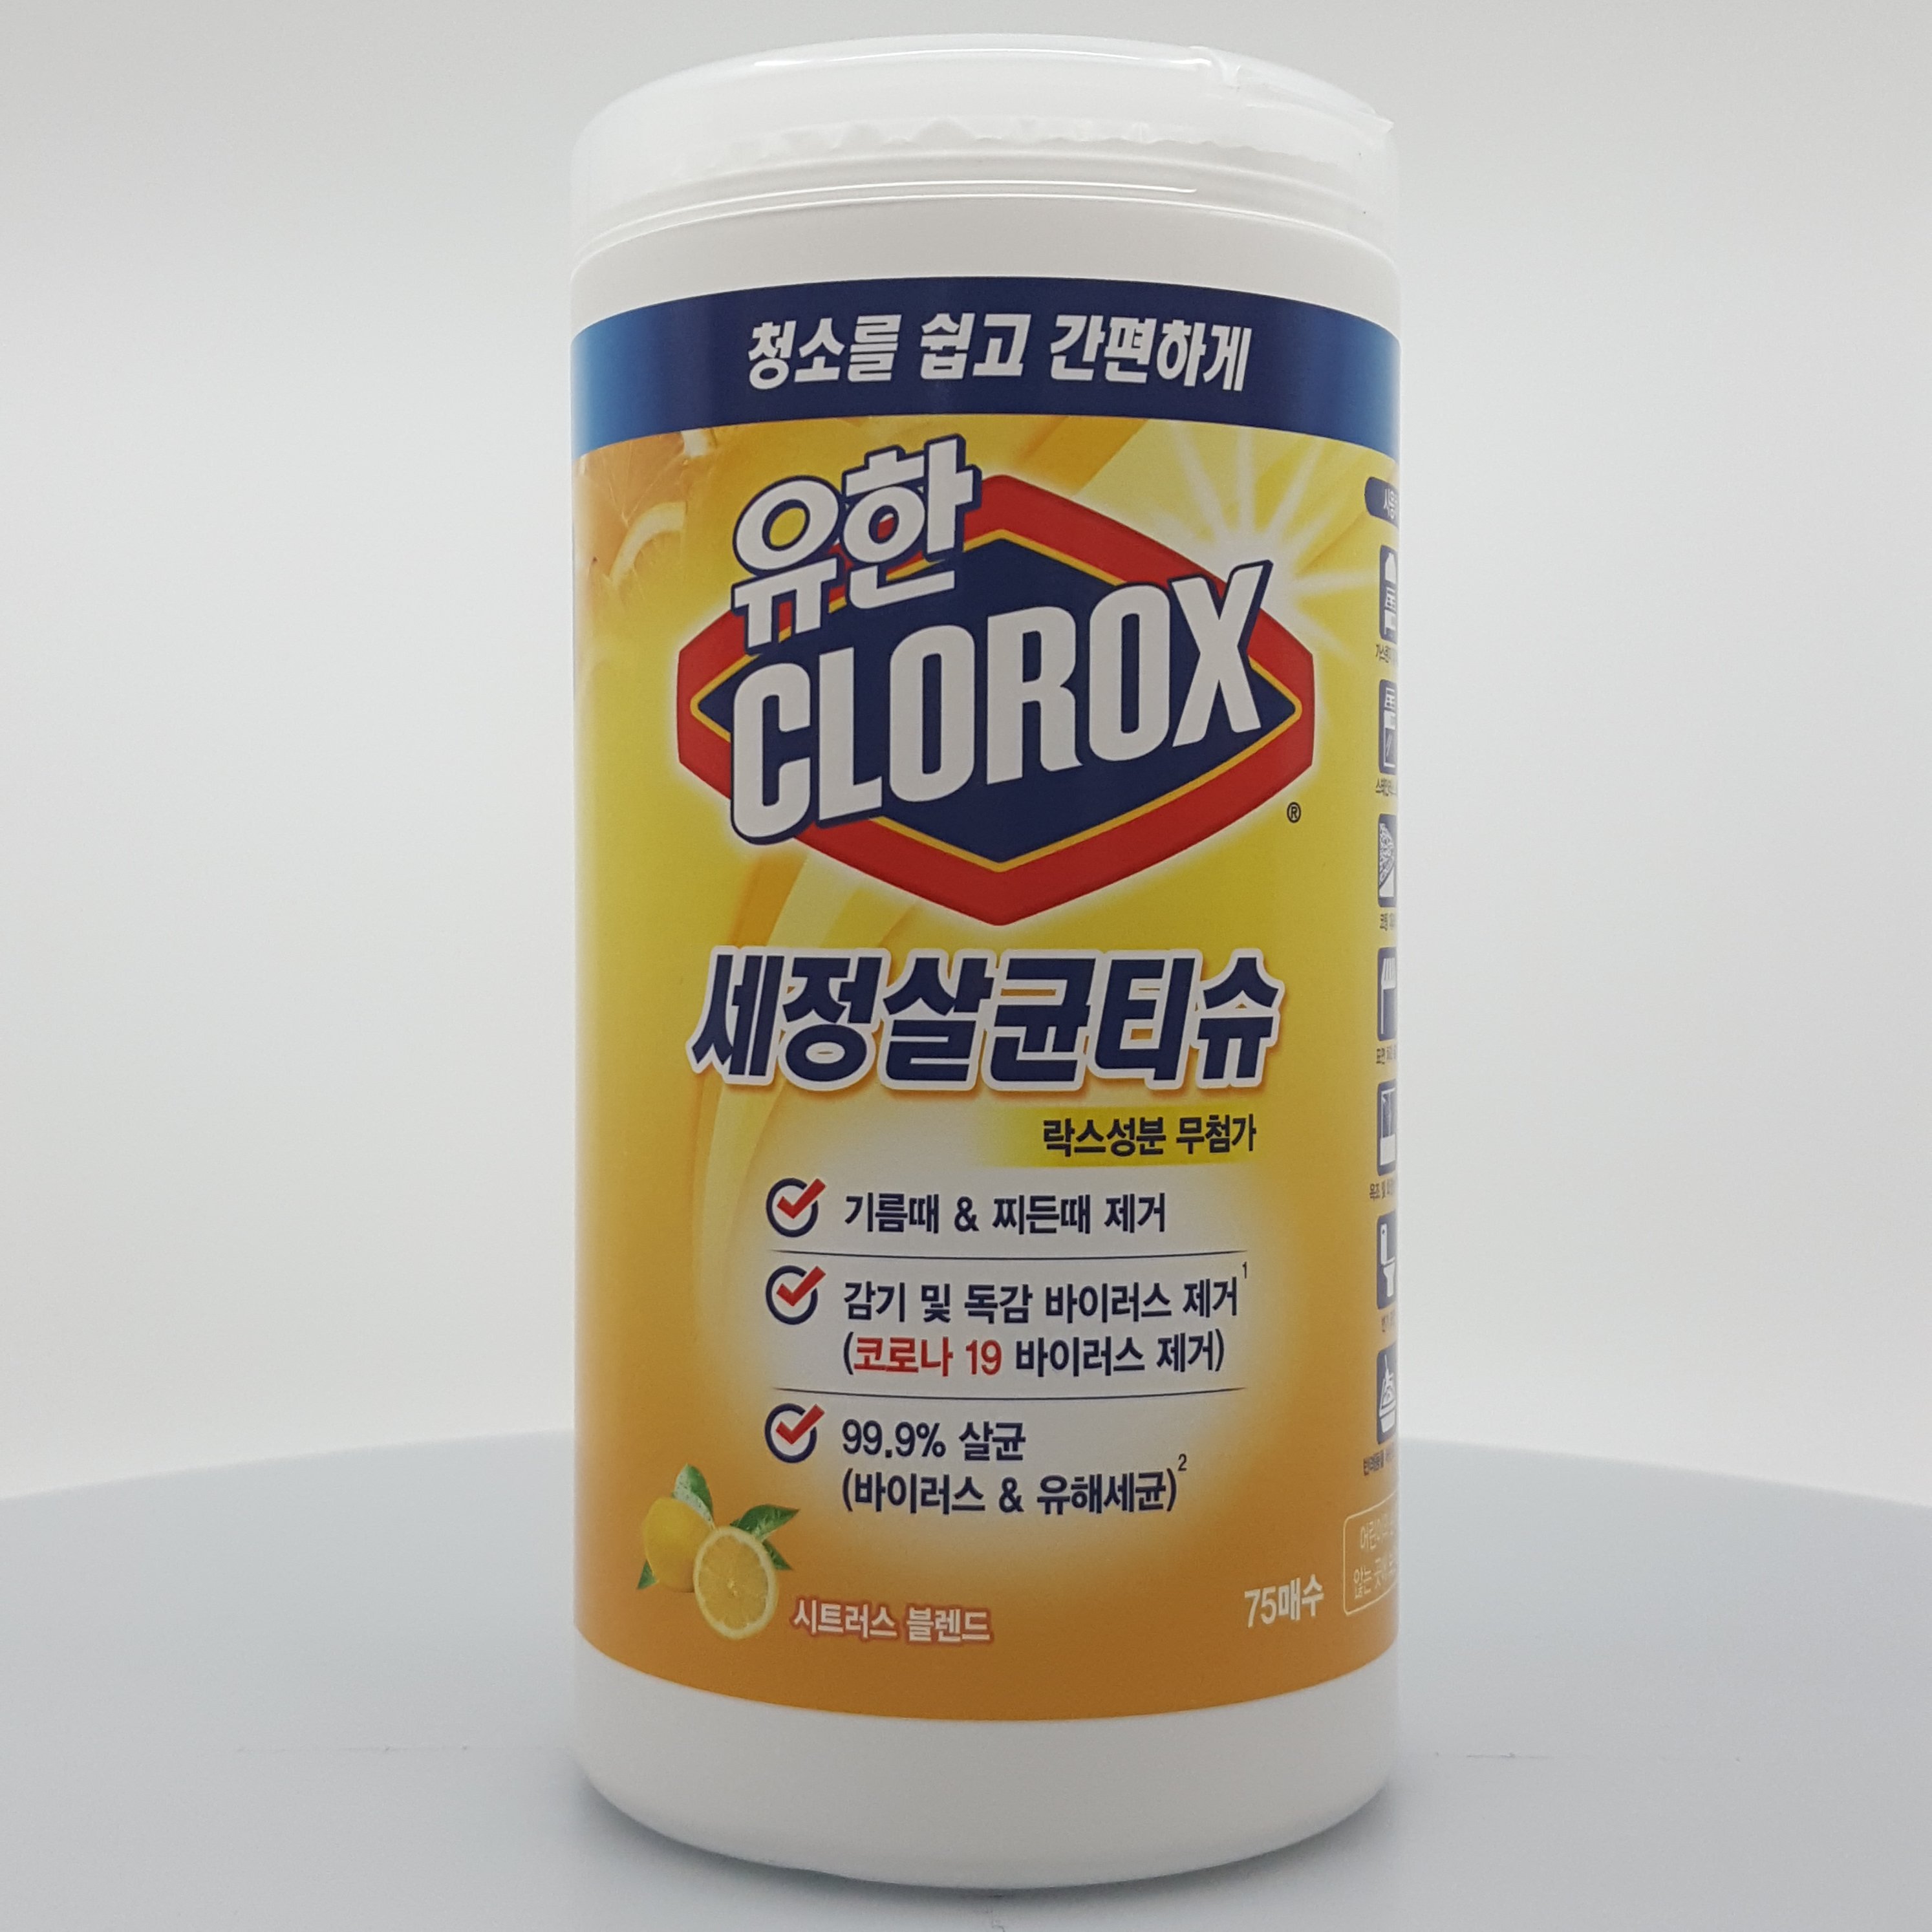 청소를 쉽고 간편하게
유한
CLOROX
®
세정살균티슈
락스성분 무첨가
기름때 & 찌든때 제거
감기 및 독감 바이러스 제거1
(코로나 19 바이러스 제거)
99.9% 살균
(바이러스 & 유해세균)2
시트러스 블렌드
75매수